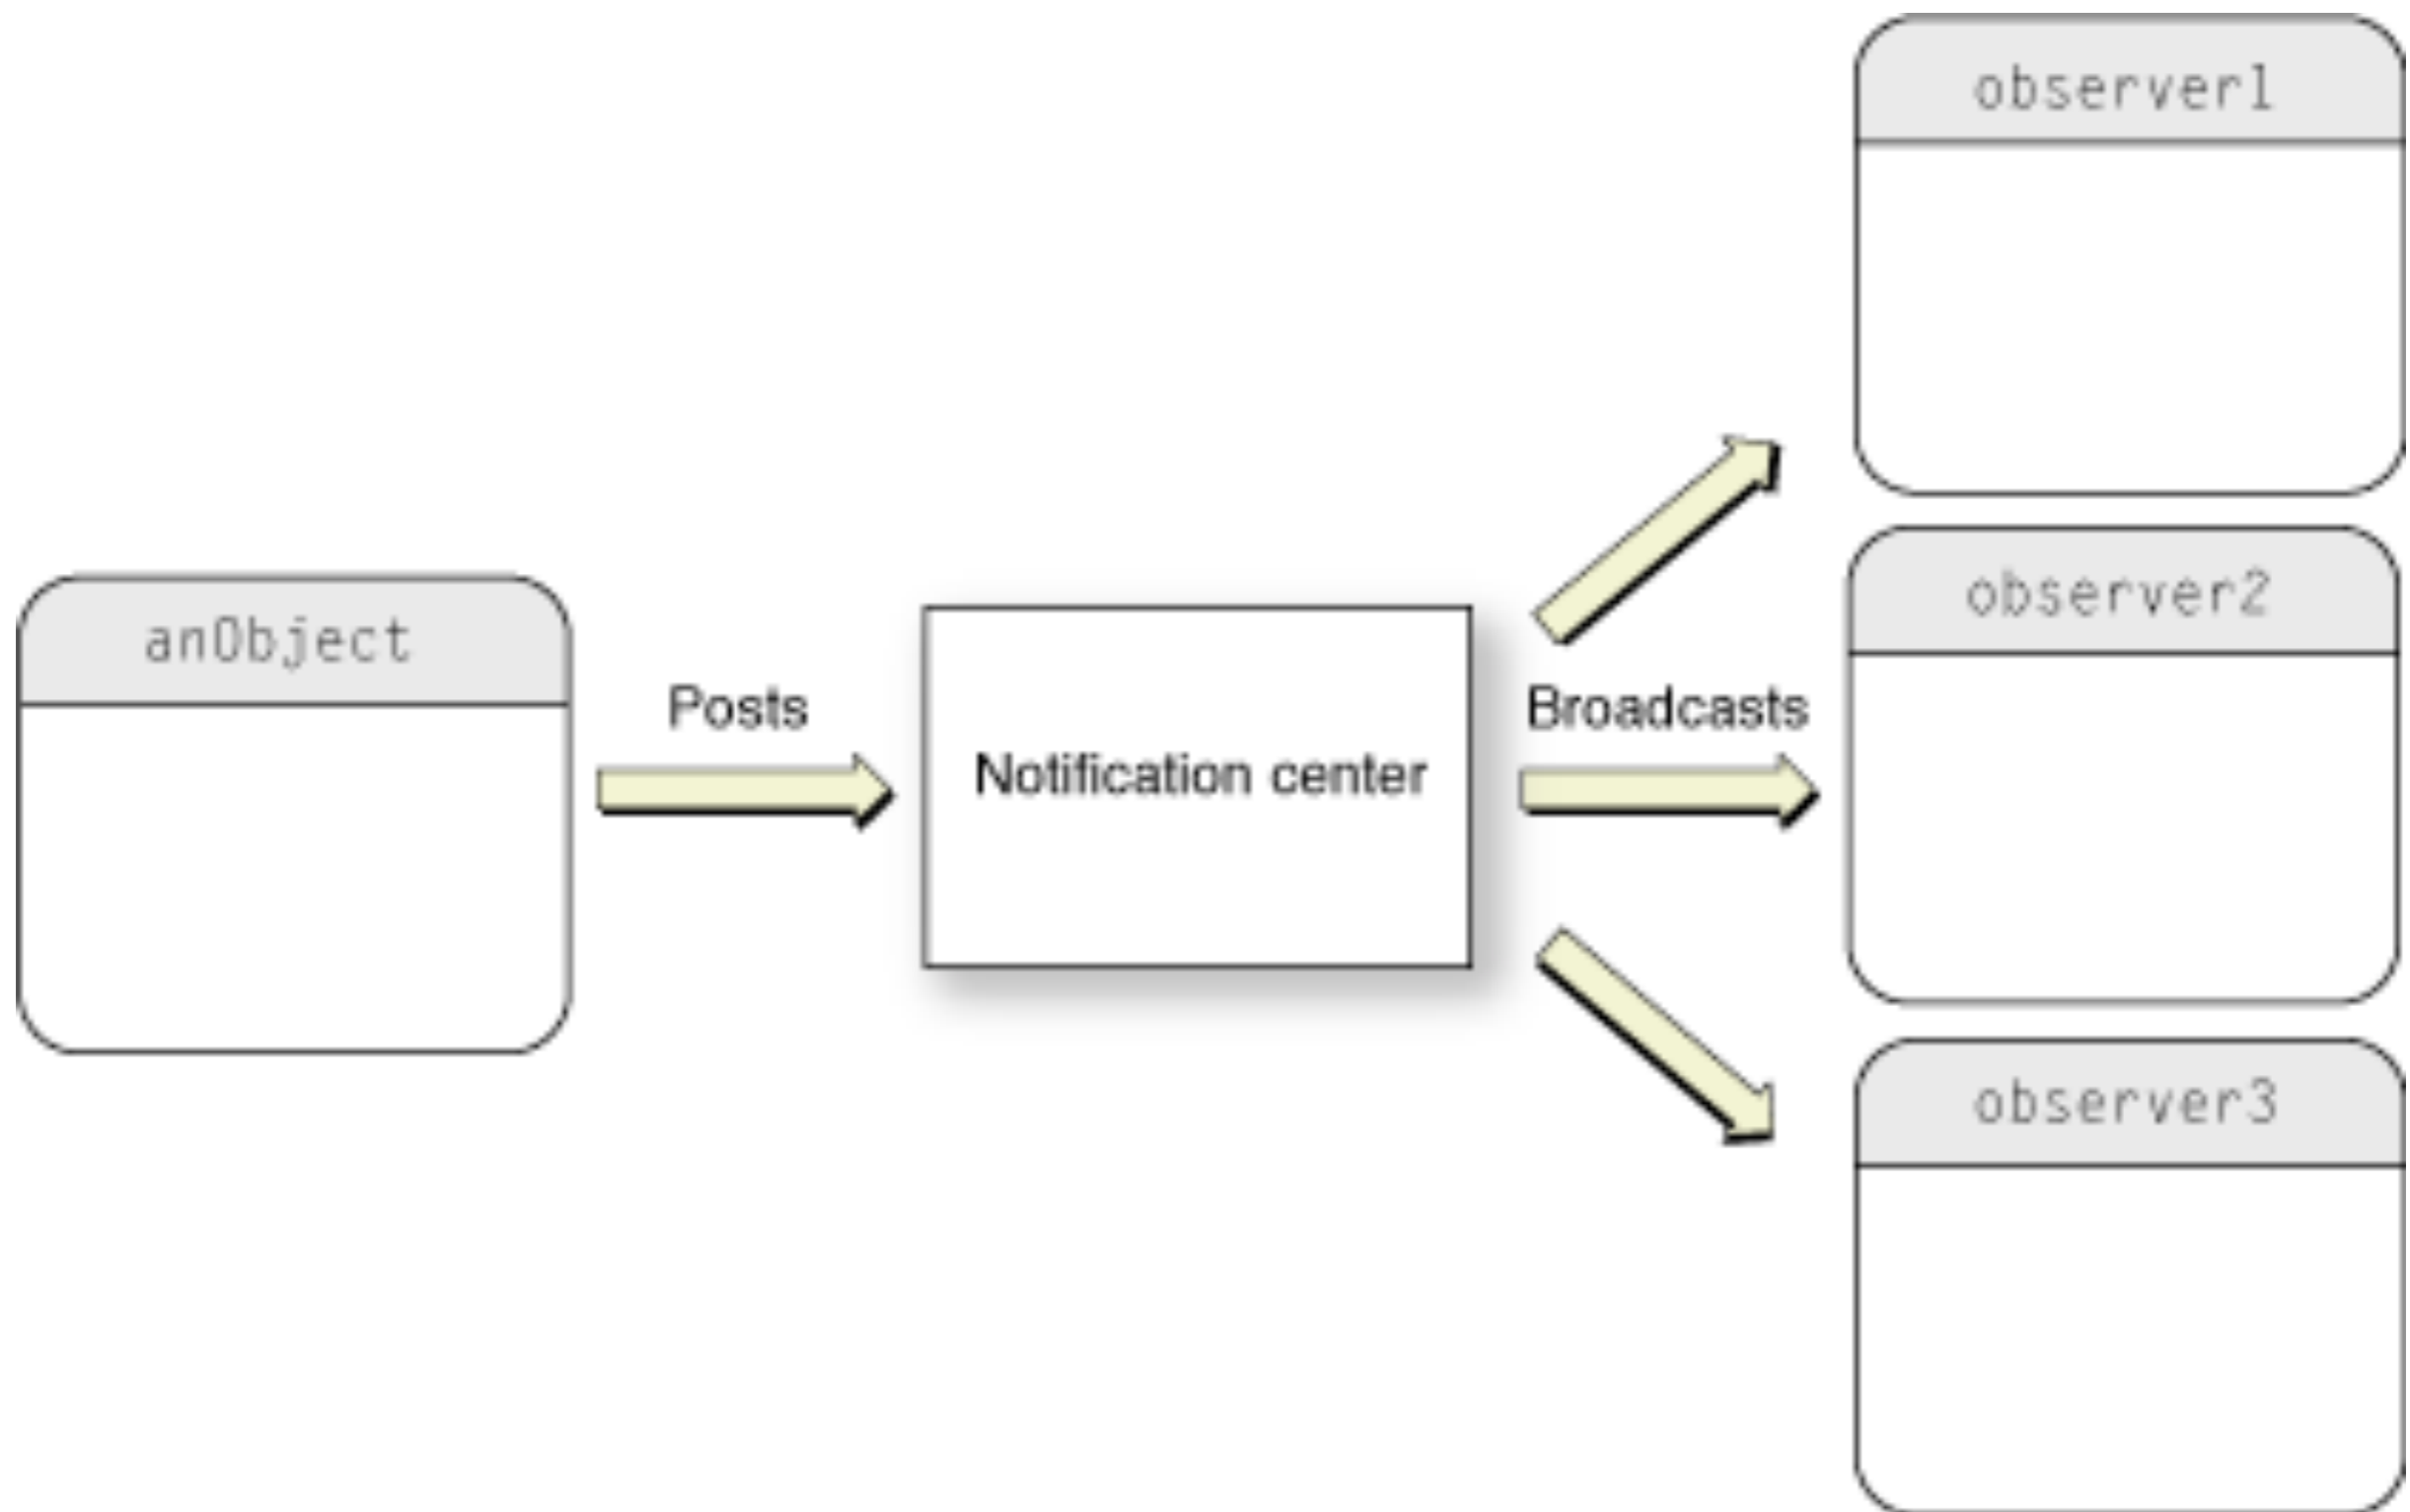 observer1
observer2
anObject
Posts
Broadcasts
Notification center
observer3